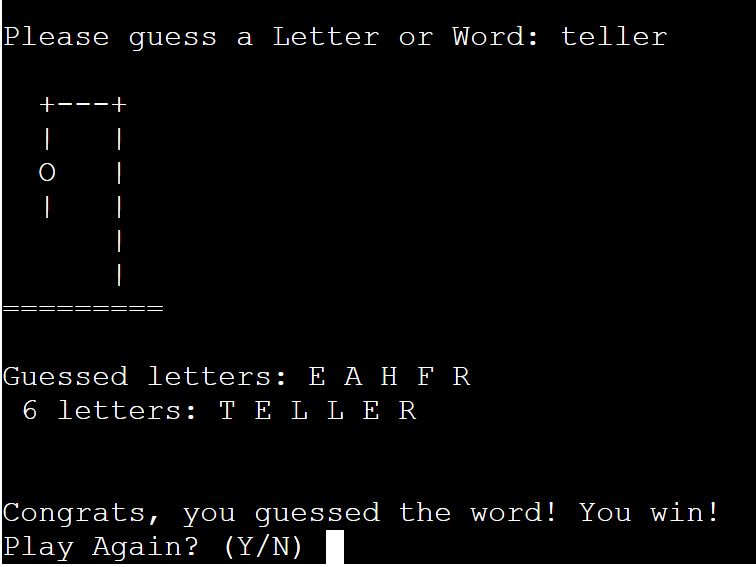 Please guess a Letter or Word: teller
  +---+
  |   |
  O   |
  |   |
      |
      |
=========
Guessed letters: E A H F R
 6 letters: T E L L E R
Congrats, you guessed the word! You win!
Play Again? (Y/N)